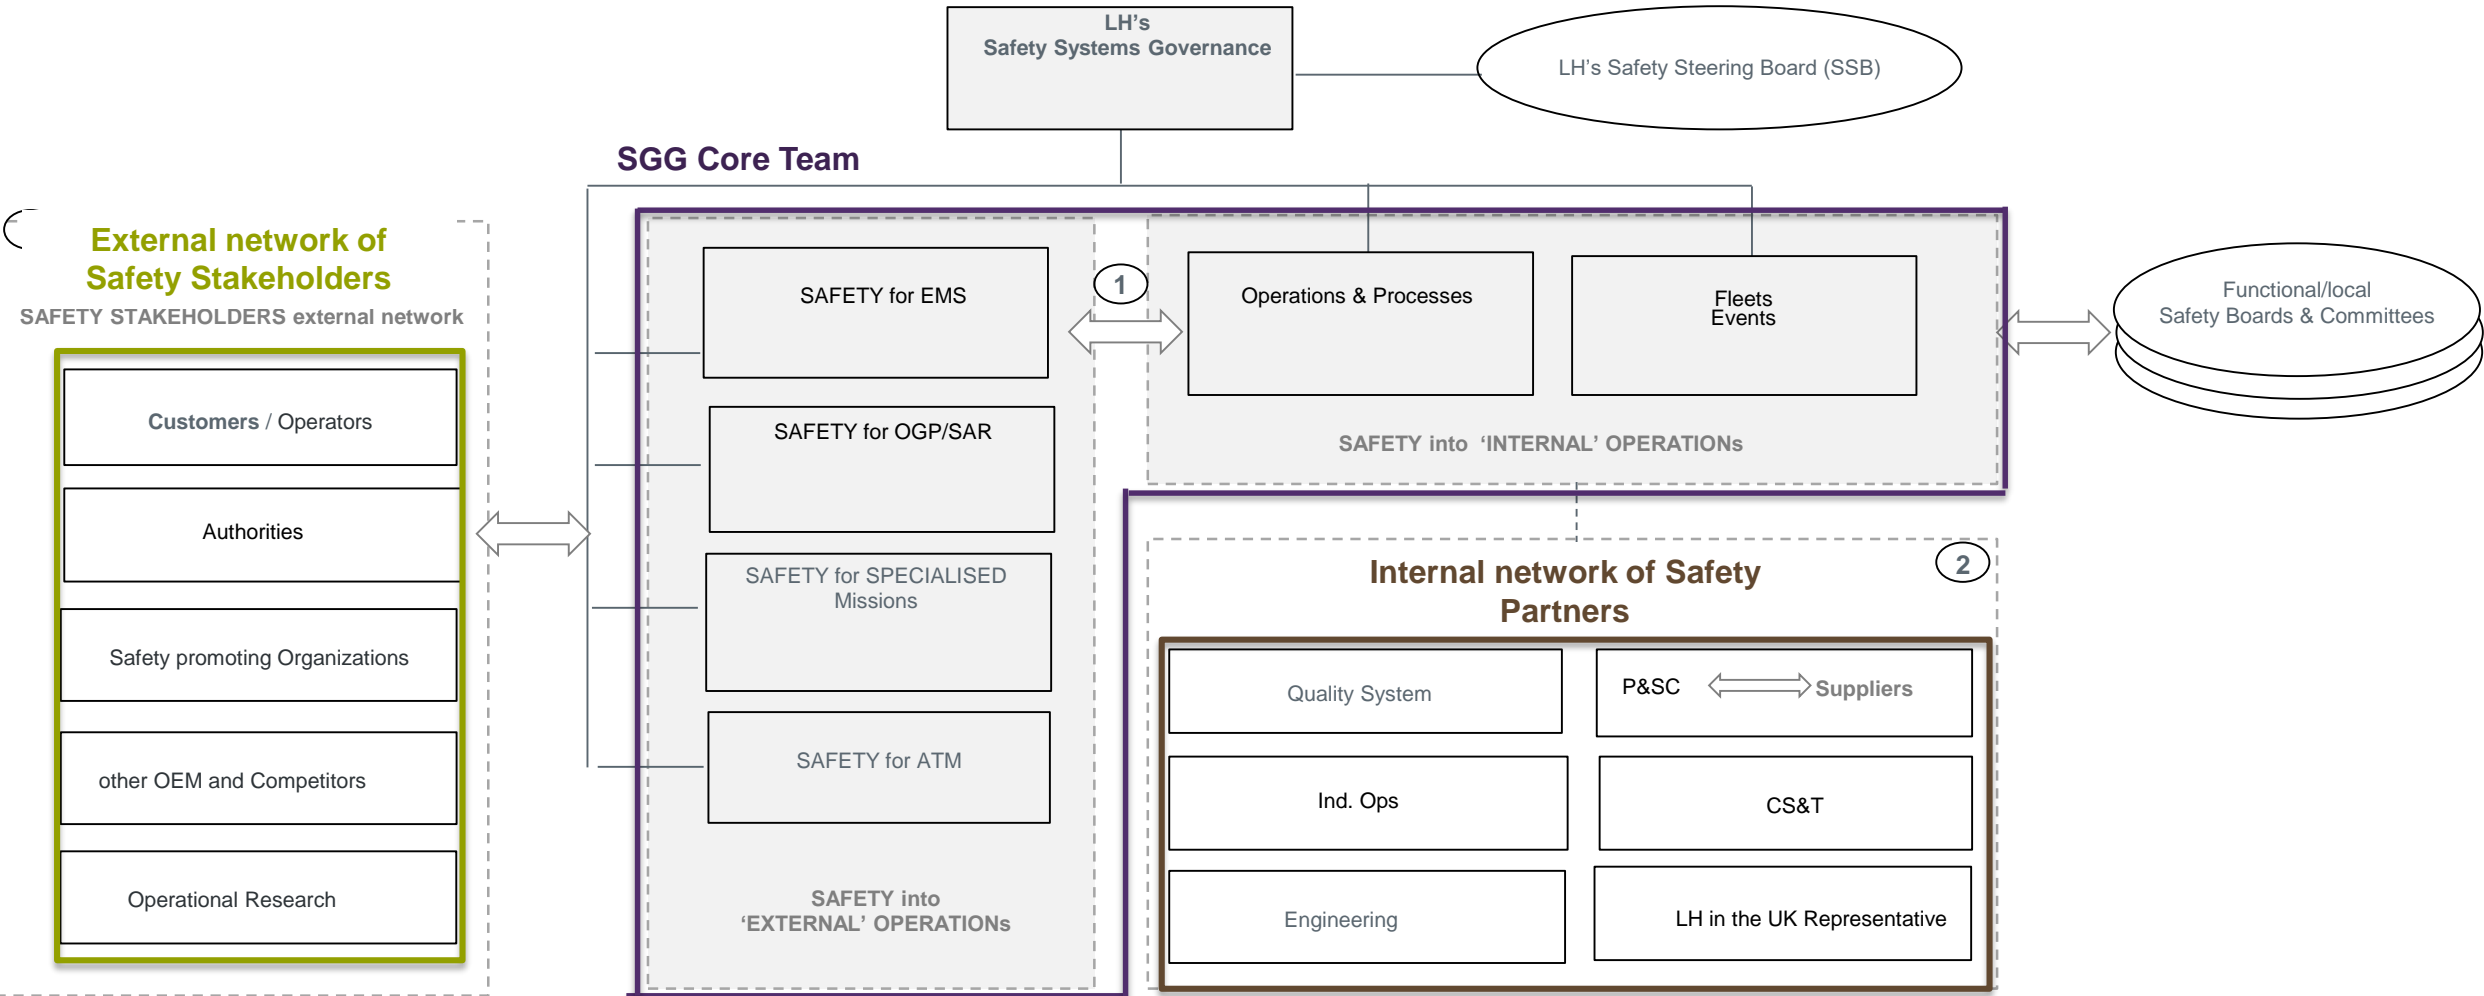 LH’s
Safety Systems Governance
LH’s Safety Steering Board (SSB)
SGG Core Team
External network of
Safety Stakeholders
SAFETY STAKEHOLDERS external network
Customers / Operators
Authorities
Safety promoting Organizations
other OEM and Competitors
Operational Research
SAFETY for EMS
SAFETY for OGP/SAR
SAFETY for SPECIALISED
Missions
SAFETY for ATM
SAFETY into
‘EXTERNAL’ OPERATIONs
1
Operations & Processes
Fleets
Events
SAFETY into ‘INTERNAL’ OPERATIONs
Functional/local
Safety Boards & Committees
2
Internal network of Safety
Partners
Quality System
P&SC
Suppliers
Ind. Ops
CS&T
Engineering
LH in the UK Representative